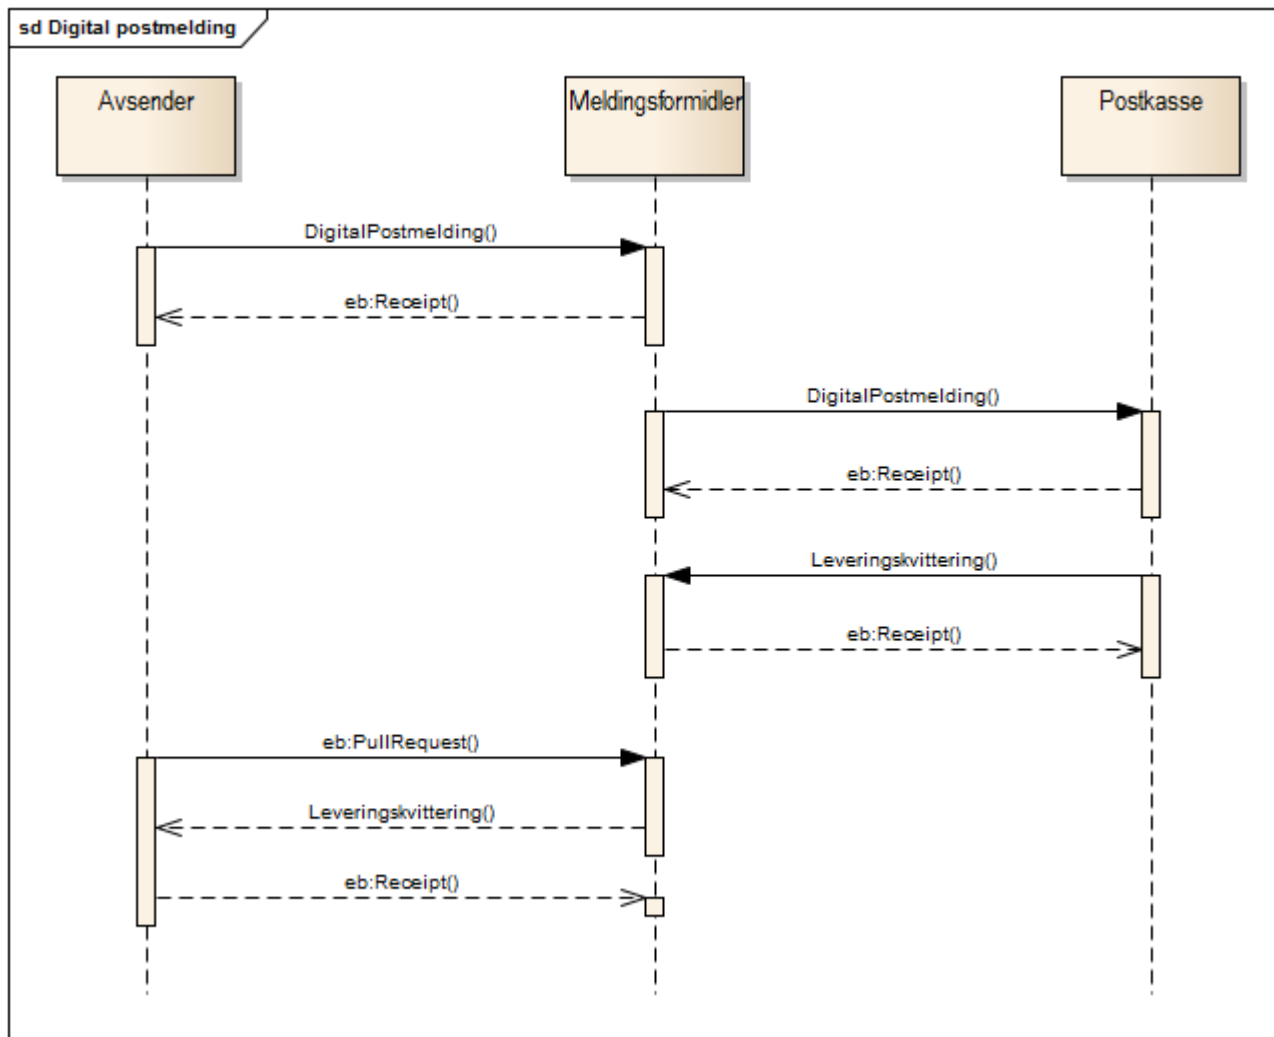 sd Digital postmelding
Avsender
Meldingsformidler
Postkasse
DigitalPostmelding()
eb:Receipt()
DigitalPostmelding()
eb:Receipt()
Leveringskvittering()
eb:Receipt()
eb:PullRequest()
Leveringskvittering()
eb:Receipt()